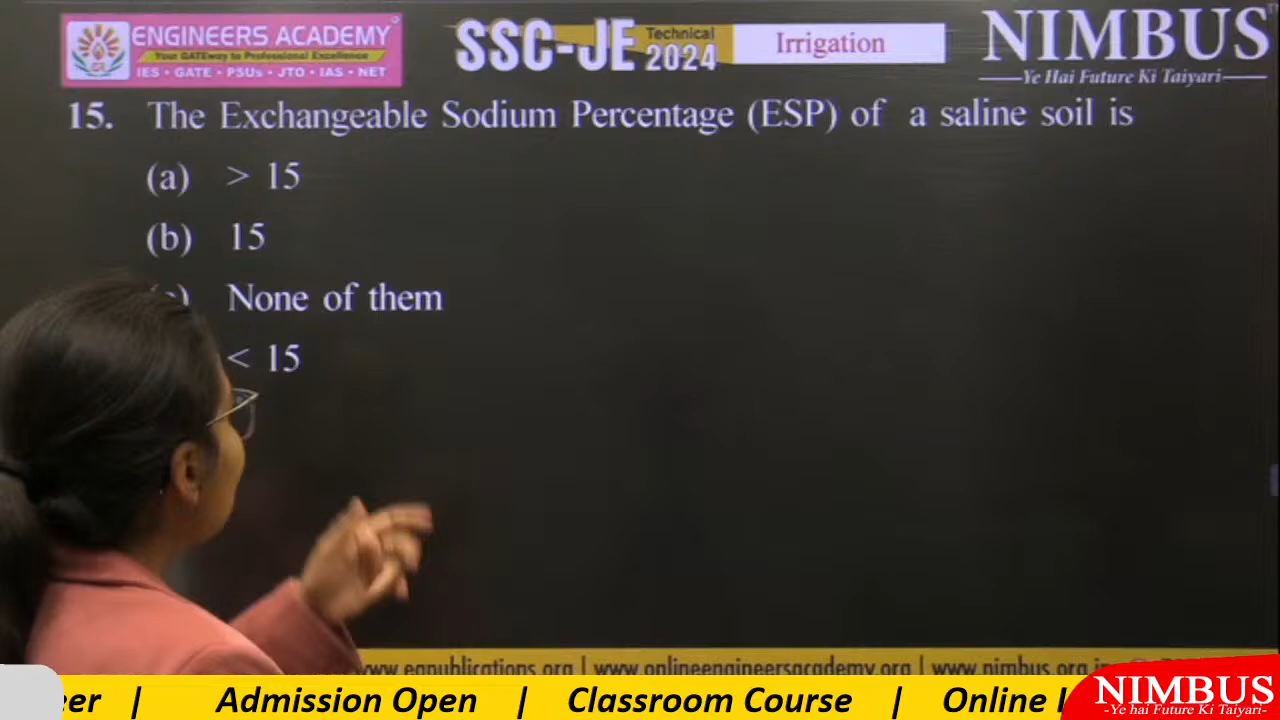 ENGINEERS ACADEMY
Your GATEway to Professional Excellence
IES • GATE • PSUs • JTO • IAS • NET
SSC-JE Technical 2024
Irrigation
NIMBUS
Ye Hai Future Ki Taiyari
15. The Exchangeable Sodium Percentage (ESP) of a saline soil is
(a) > 15
(b) 15
None of them
< 15
www.eapublications.org | www.onlineengineersacademy.org | www.nimbus.org.in
eer | Admission Open | Classroom Course | Online
NIMBUS
-Ye hai Future Ki Taiyari-